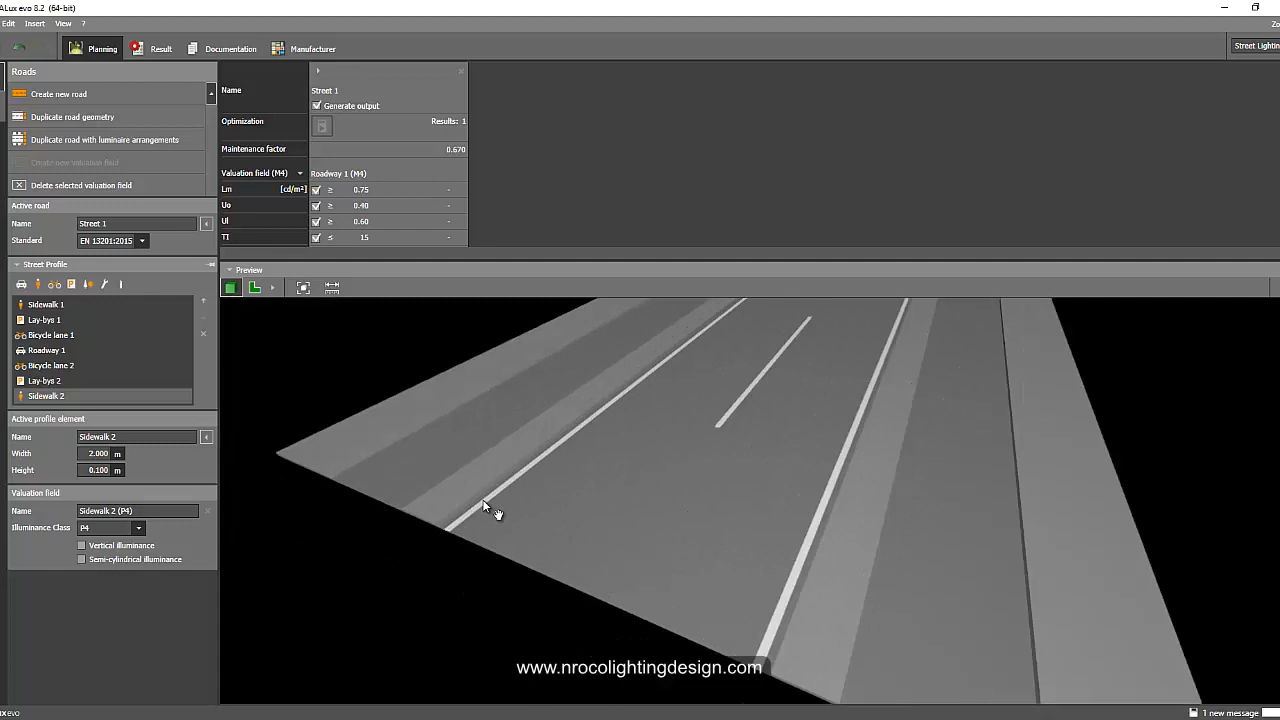 ALux evo 8.2 (64-bit)
Edit Insert View ?
Planning Result Documentation Manufacturer
Street Lightin
Roads
Create new road
Duplicate road geometry
Duplicate road with luminaire arrangements
Create new valuation field
Delete selected valuation field
Active road
Name Street 1
Standard EN 13201:2015
Street Profile
Sidewalk 1
Lay-bys 1
Bicycle lane 1
Roadway 1
Bicycle lane 2
Lay-bys 2
Sidewalk 2
Active profile element
Name Sidewalk 2
Width 2.000 m
Height 0.100 m
Valuation field
Name Sidewalk 2 (P4)
Illuminance Class P4
Vertical illuminance
Semi-cylindrical illuminance
Name Street 1
Generate output
Optimization Results: 1
Maintenance factor 0.670
Valuation field (M4) Roadway 1 (M4)
Lm [cd/m²] ≥ 0.75 -
Uo ≥ 0.40 -
Ul ≥ 0.60 -
TI ≤ 15 -
Preview
www.nrocolightingdesign.com
1 new message